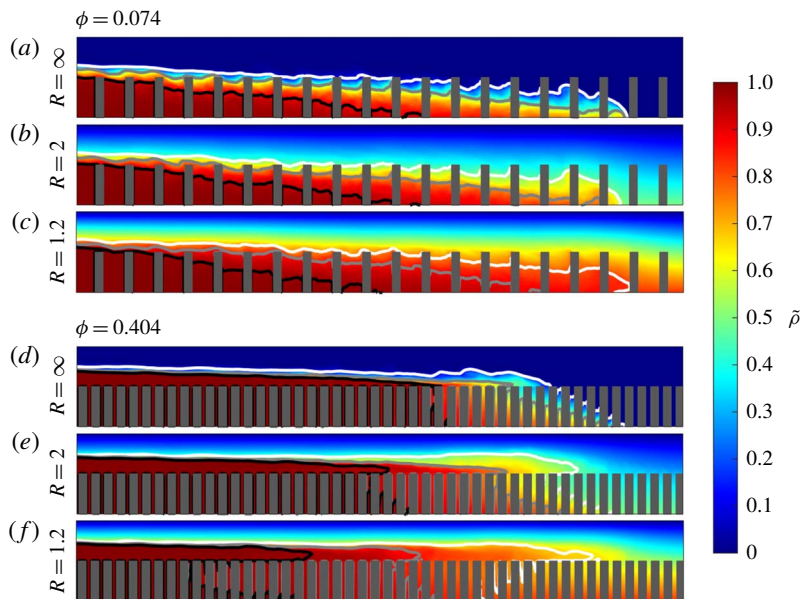 ϕ = 0.074
(a)
R = ∞
(b)
R = 2
(c)
R = 1.2
ϕ = 0.404
(d)
R = ∞
(e)
R = 2
(f)
R = 1.2
1.0
0.9
0.8
0.7
0.6
0.5
0.4
0.3
0.2
0.1
0
ρ̃